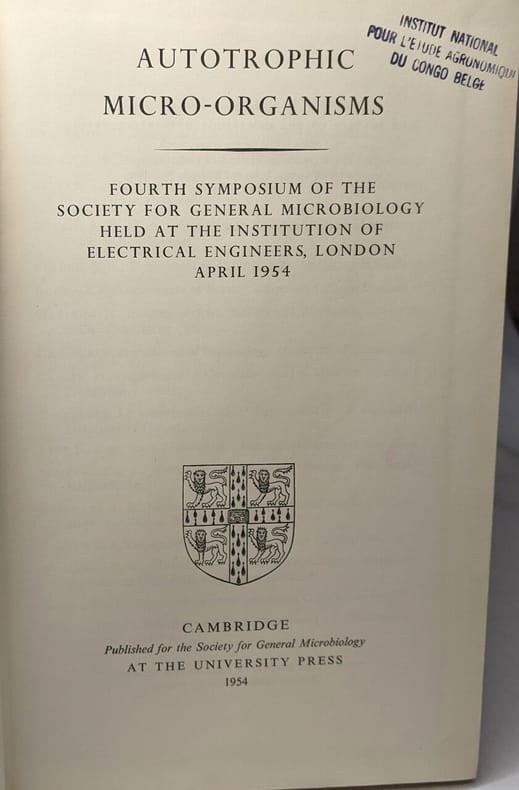 INSTITUT NATIONAL
POUR L'ETUDE AGRONOMIQU
DU CONGO BELGE
AUTOTROPHIC
MICRO-ORGANISMS
FOURTH SYMPOSIUM OF THE
SOCIETY FOR GENERAL MICROBIOLOGY
HELD AT THE INSTITUTION OF
ELECTRICAL ENGINEERS, LONDON
APRIL 1954
CAMBRIDGE
Published for the Society for General Microbiology
AT THE UNIVERSITY PRESS
1954